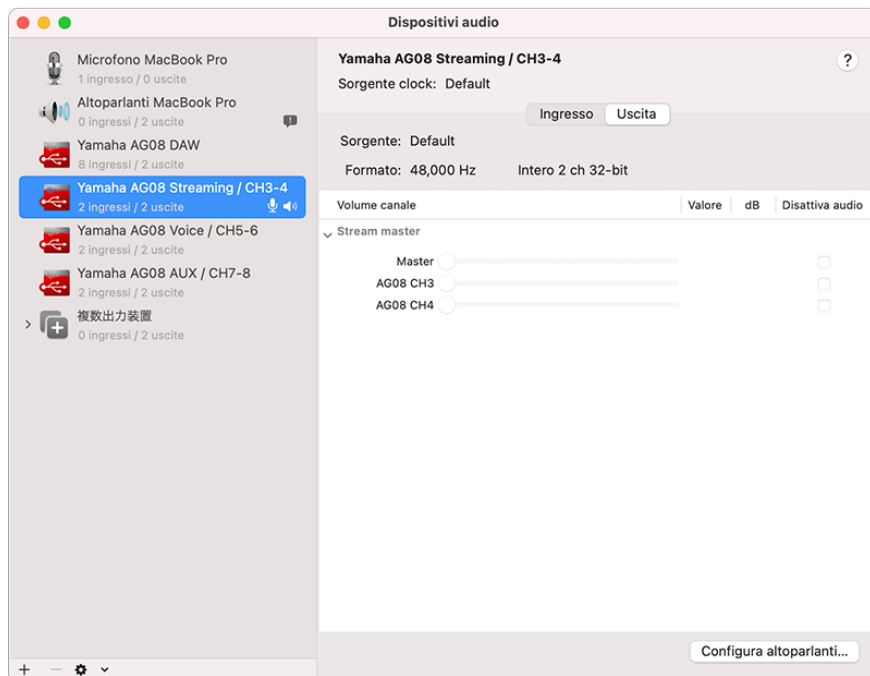 Dispositivi audio
Microfono MacBook Pro
1 ingresso / 0 uscite
Altoparlanti MacBook Pro
0 ingressi / 2 uscite
Yamaha AG08 DAW
8 ingressi / 2 uscite
Yamaha AG08 Streaming / CH3-4
2 ingressi / 2 uscite
Yamaha AG08 Voice / CH5-6
2 ingressi / 2 uscite
Yamaha AG08 AUX / CH7-8
2 ingressi / 2 uscite
複数出力装置
0 ingressi / 2 uscite
Yamaha AG08 Streaming / CH3-4
?
Sorgente clock: Default
Ingresso Uscita
Sorgente: Default
Formato: 48,000 Hz Intero 2 ch 32-bit
Volume canale Valore dB Disattiva audio
Stream master
Master
AG08 CH3
AG08 CH4
Configura altoparlanti...